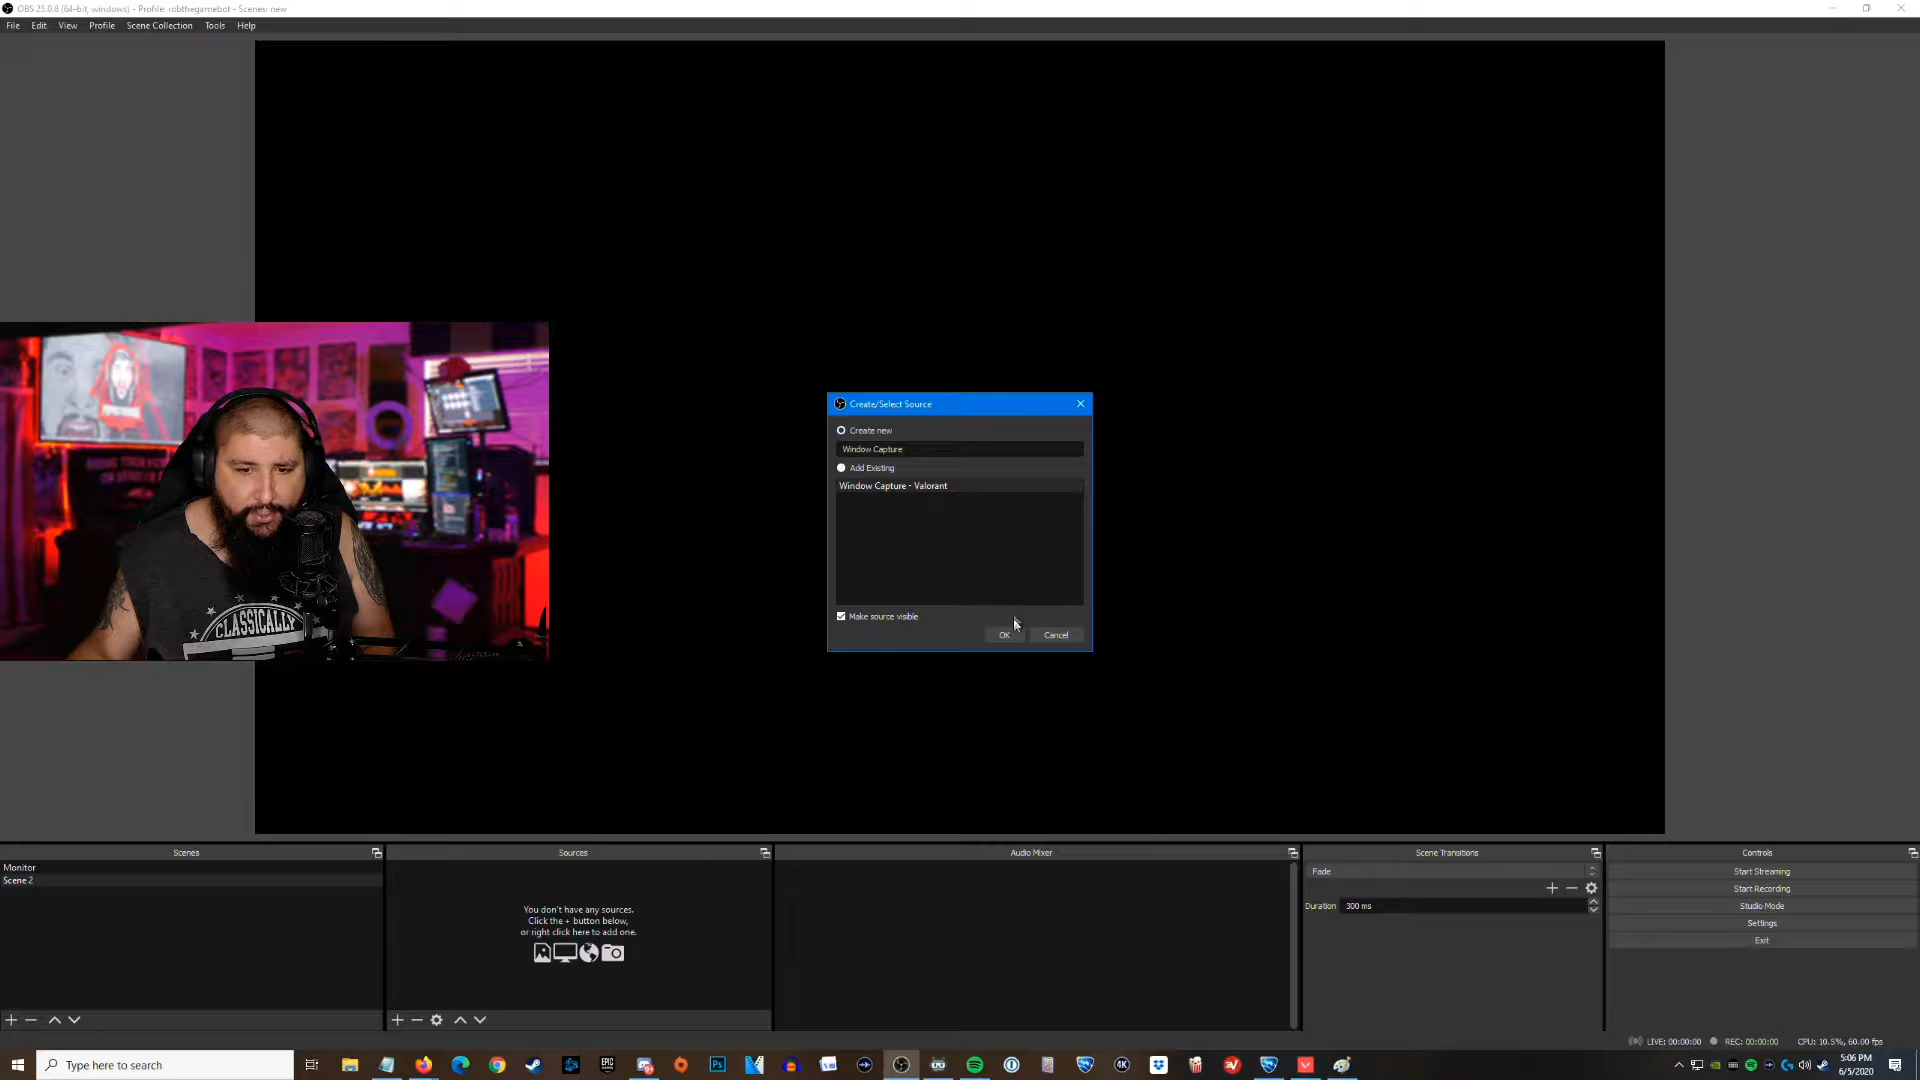 OBS 25.0.8 (64-bit, windows) - Profile: robthegamebot - Scenes: new
File Edit View Profile Scene Collection Tools Help
Create/Select Source
Create new
Window Capture
Add Existing
Window Capture - Valorant
Make source visible
OK Cancel
CLASSICALLY
Scenes
Monitor
Scene 2
Sources
You don't have any sources.
Click the + button below,
or right click here to add one.
Audio Mixer
Scene Transitions
Fade
Duration 300 ms
Controls
Start Streaming
Start Recording
Studio Mode
Settings
Exit
LIVE: 00:00:00 REC: 00:00:00 CPU: 10.5%, 60.00 fps
Type here to search
EPIC
GAMES
Ps
4K
5:06 PM
6/5/2020